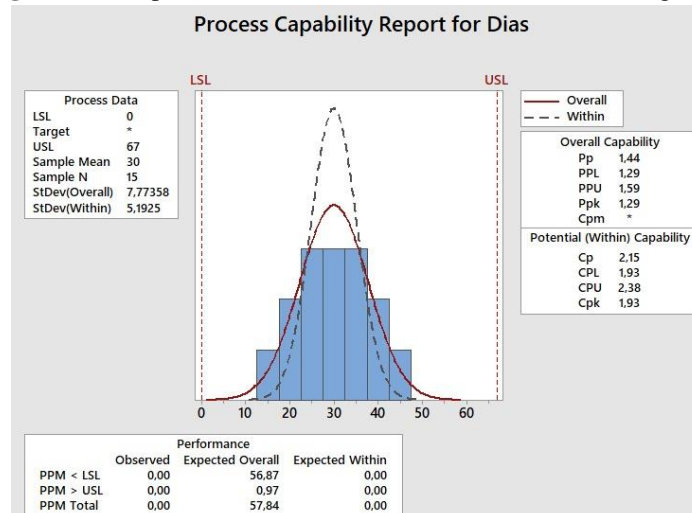 Process Capability Report for Dias
LSL USL
Process Data
LSL 0
Target *
USL 67
Sample Mean 30
Sample N 15
StDev(Overall) 7,77358
StDev(Within) 5,1925
Overall
Within
Overall Capability
Pp 1,44
PPL 1,29
PPU 1,59
Ppk 1,29
Cpm *
Potential (Within) Capability
Cp 2,15
CPL 1,93
CPU 2,38
Cpk 1,93
0 10 20 30 40 50 60
Performance
Observed Expected Overall Expected Within
PPM < LSL 0,00 56,87 0,00
PPM > USL 0,00 0,97 0,00
PPM Total 0,00 57,84 0,00